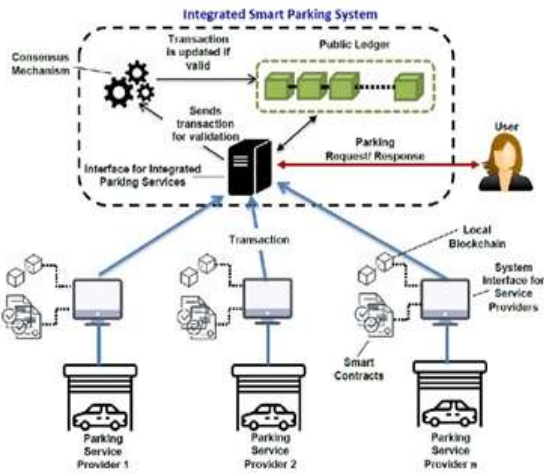 Integrated Smart Parking System
Transaction
is updated if
valid
Public Ledger
Consensus
Mechanism
Sends
transaction
for validation
User
Parking
Request/ Response
Interface for Integrated
Parking Services
Transaction
Local
Blockchain
System
Interface for
Service
Providers
Smart
Contracts
Parking
Service
Provider 1
Parking
Service
Provider 2
Parking
Service
Provider n